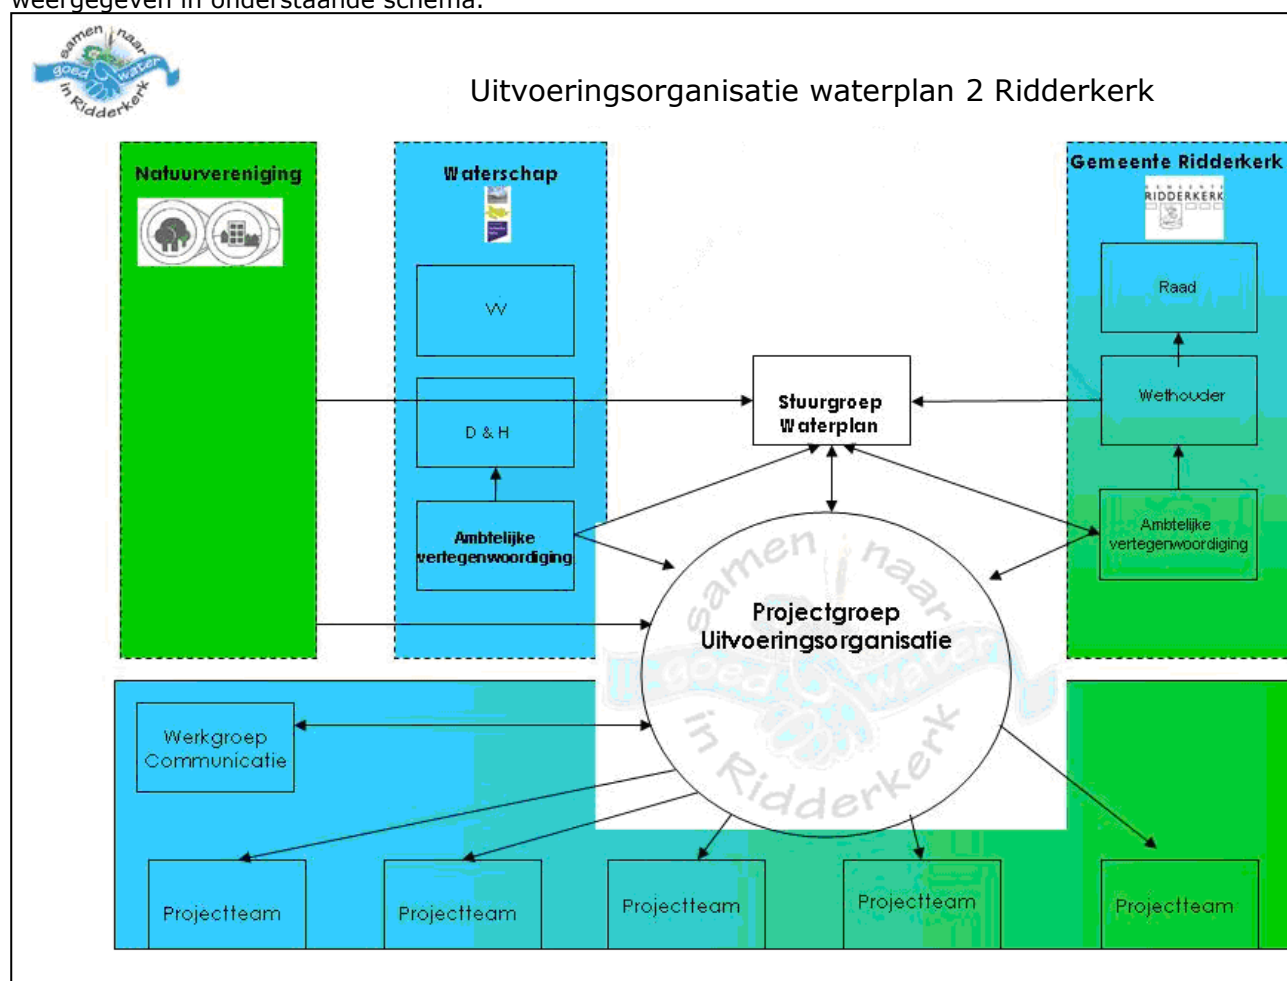 weergegeven in onderstaande schema.
samen naar
goed water
in Ridderkerk
Uitvoeringsorganisatie waterplan 2 Ridderkerk
Natuurvereniging
Waterschap
Gemeente Ridderkerk
GEMEENTE
RIDDERKERK
VV
Raad
D & H
Stuurgroep
Waterplan
Wethouder
Ambtelijke
vertegenwoordiging
Ambtelijke
vertegenwoordiging
samen naar
Projectgroep
Uitvoeringsorganisatie
goed water
in Ridderkerk
Werkgroep
Communicatie
Projectteam
Projectteam
Projectteam
Projectteam
Projectteam